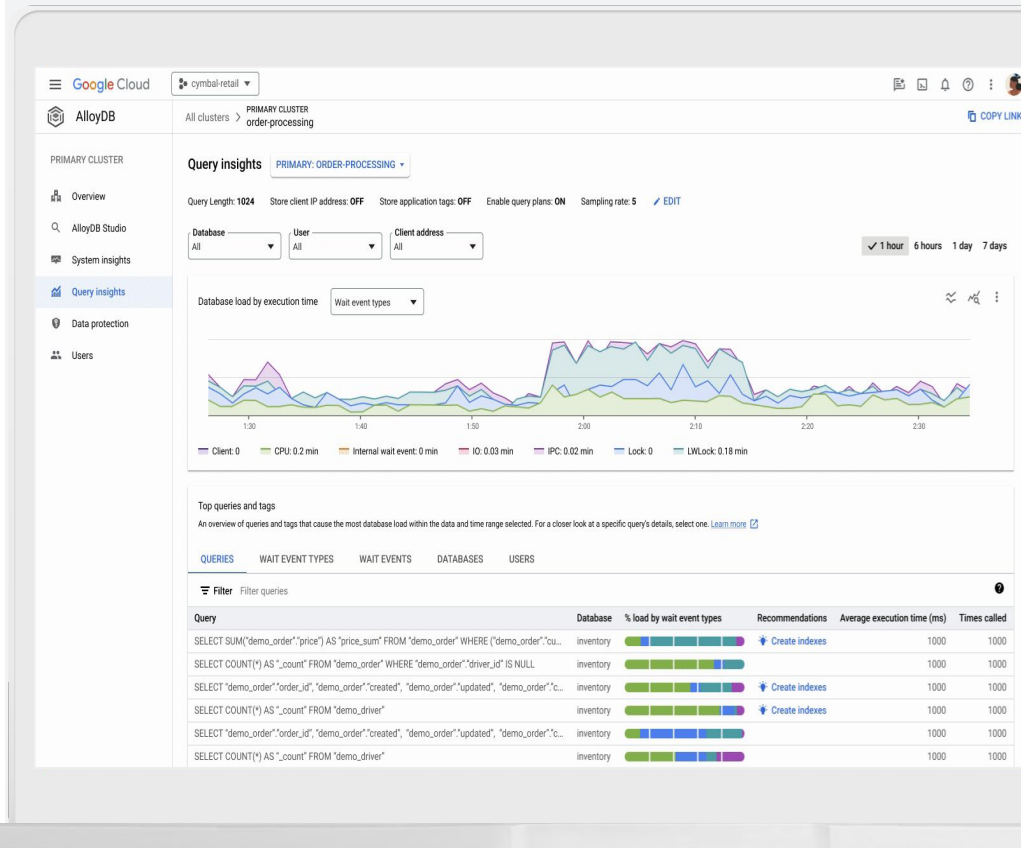 Google Cloud
cymbal-retail
AlloyDB
All clusters > PRIMARY CLUSTER
order-processing
COPY LINK
PRIMARY CLUSTER
Overview
AlloyDB Studio
System insights
Query insights
Data protection
Users
Query insights PRIMARY: ORDER-PROCESSING
Query Length: 1024 Store client IP address: OFF Store application tags: OFF Enable query plans: ON Sampling rate: 5 EDIT
Database User Client address
All All All
1 hour 6 hours 1 day 7 days
Database load by execution time Wait event types
1:30 1:40 1:50 2:00 2:10 2:20 2:30
Client: 0 CPU: 0.2 min Internal wait event: 0 min IO: 0.03 min IPC: 0.02 min Lock: 0 LWLock: 0.18 min
Top queries and tags
An overview of queries and tags that cause the most database load within the data and time range selected. For a closer look at a specific query's details, select one. Learn more
QUERIES WAIT EVENT TYPES WAIT EVENTS DATABASES USERS
Filter Filter queries
Query Database % load by wait event types Recommendations Average execution time (ms) Times called
SELECT SUM("demo_order"."price") AS "price_sum" FROM "demo_order" WHERE ("demo_order"."cu... inventory Create indexes 1000 1000
SELECT COUNT(*) AS "_count" FROM "demo_order" WHERE "demo_order"."driver_id" IS NULL inventory 1000 1000
SELECT "demo_order"."order_id", "demo_order"."created", "demo_order"."updated", "demo_order"."c... inventory Create indexes 1000 1000
SELECT COUNT(*) AS "_count" FROM "demo_driver" inventory Create indexes 1000 1000
SELECT "demo_order"."order_id", "demo_order"."created", "demo_order"."updated", "demo_order"."c... inventory 1000 1000
SELECT COUNT(*) AS "_count" FROM "demo_driver" inventory 1000 1000